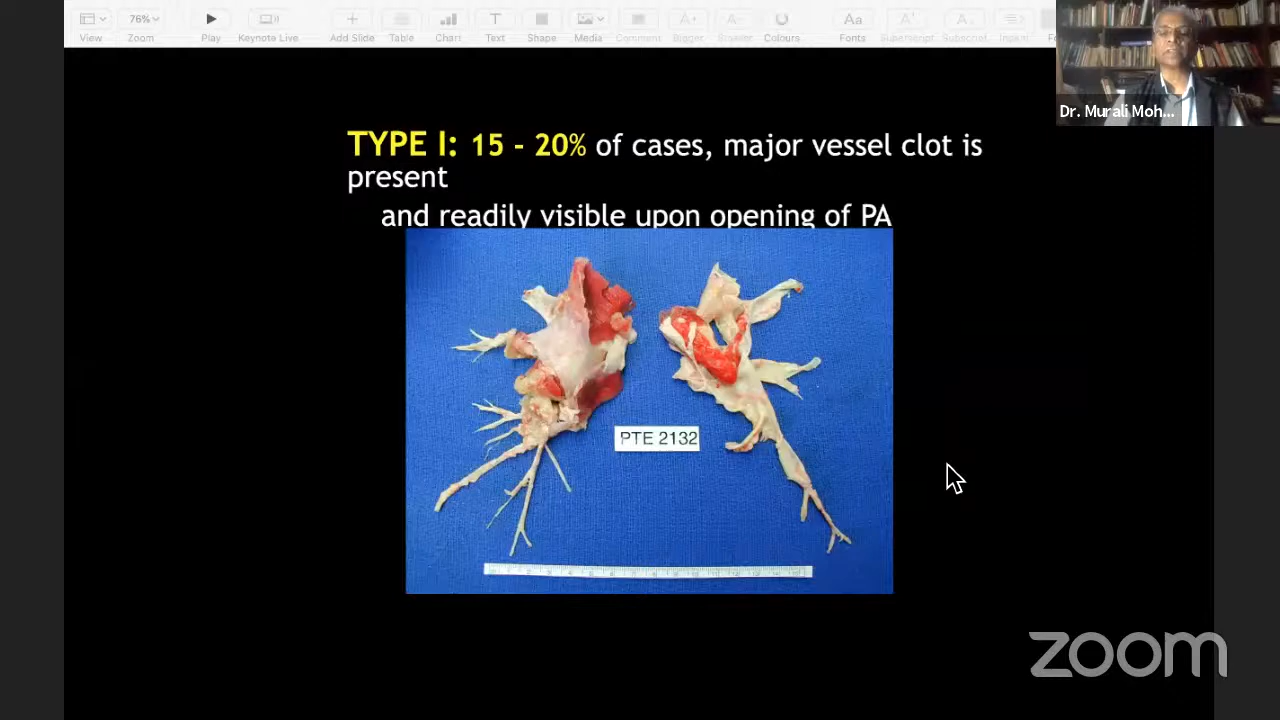 76%
View
Zoom
Play
Keynote Live
Add Slide
Table
Chart
Text
Shape
Media
Comment
Bigger
Smaller
Colours
Fonts
Superscript
Subscript
Dr. Murali Moh...
TYPE I: 15 - 20% of cases, major vessel clot is
present
and readily visible upon opening of PA
PTE 2132
zoom